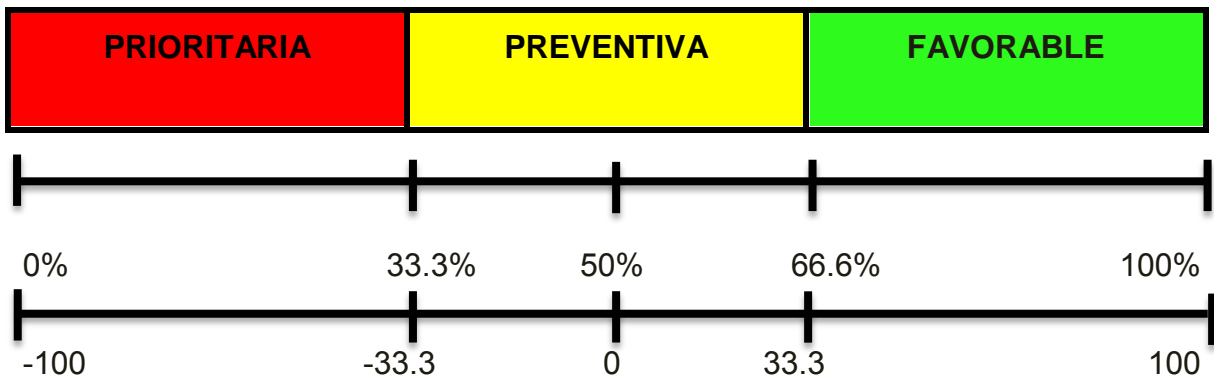 PRIORITARIA PREVENTIVA FAVORABLE
0% 33.3% 50% 66.6% 100%
-100 -33.3 0 33.3 100